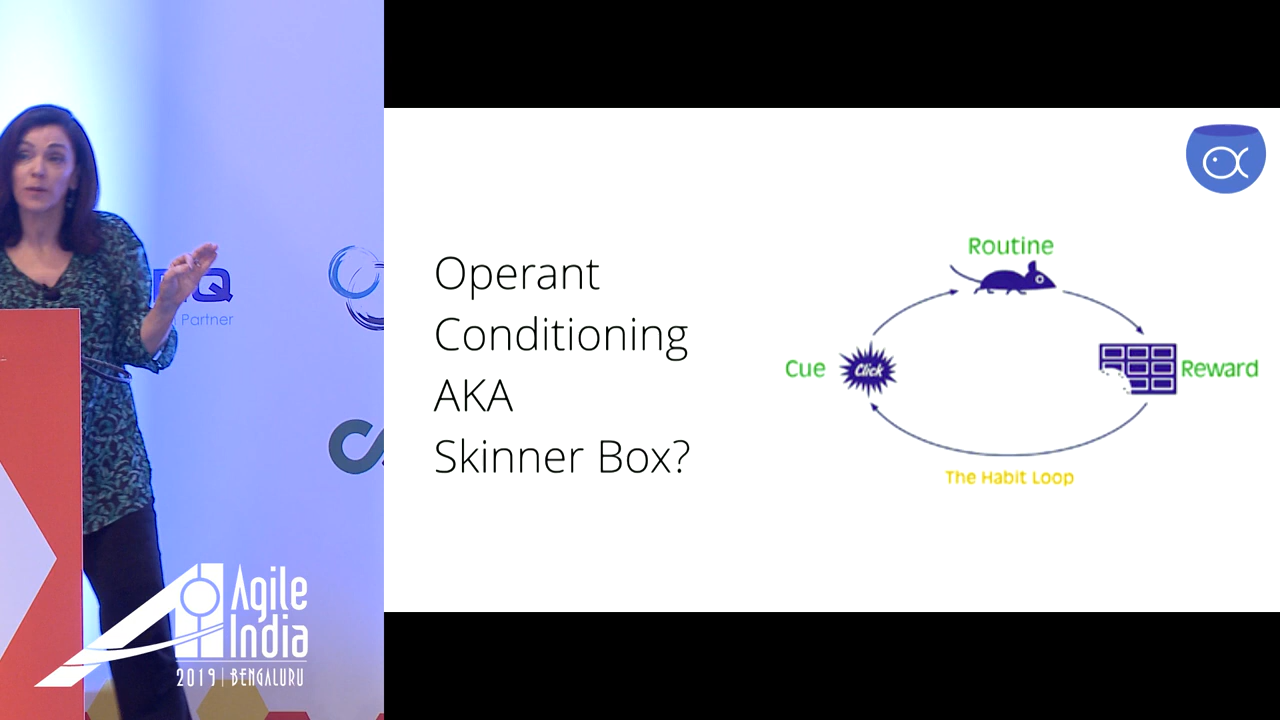 Partner
Agile
India
2019 | BENGALURU
Operant
Conditioning
AKA
Skinner Box?
Routine
Cue
Click
Reward
The Habit Loop